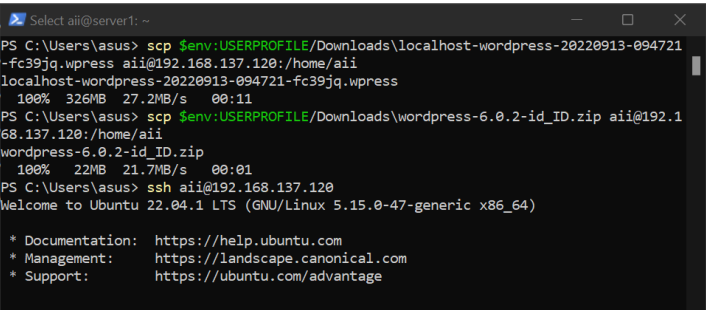 Select aii@server1: ~
PS C:\Users\asus> scp $env:USERPROFILE/Downloads\localhost-wordpress-20220913-094721
-fc39jq.wpress aii@192.168.137.120:/home/aii
localhost-wordpress-20220913-094721-fc39jq.wpress
100% 326MB 27.2MB/s 00:11
PS C:\Users\asus> scp $env:USERPROFILE/Downloads\wordpress-6.0.2-id_ID.zip aii@192.1
68.137.120:/home/aii
wordpress-6.0.2-id_ID.zip
100% 22MB 21.7MB/s 00:01
PS C:\Users\asus> ssh aii@192.168.137.120
Welcome to Ubuntu 22.04.1 LTS (GNU/Linux 5.15.0-47-generic x86_64)
* Documentation: https://help.ubuntu.com
* Management: https://landscape.canonical.com
* Support: https://ubuntu.com/advantage